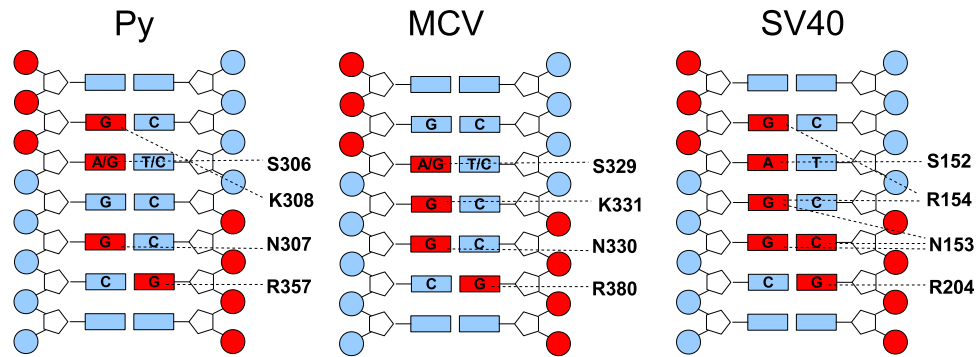 Py MCV SV40
G C G C G C
A/G T/C S306 A/G T/C S329 A T S152
G C K308 G C K331 G C R154
G C N307 G C N330 G C N153
C G R357 C G R380 C G R204